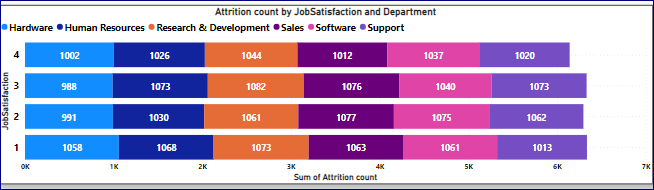 Attrition count by JobSatisfaction and Department
Hardware Human Resources Research & Development Sales Software Support
JobSatisfaction
4 1002 1026 1044 1012 1037 1020
3 988 1073 1082 1076 1040 1073
2 991 1030 1061 1077 1075 1062
1 1058 1068 1073 1063 1061 1013
0K 1K 2K 3K 4K 5K 6K 7K
Sum of Attrition count